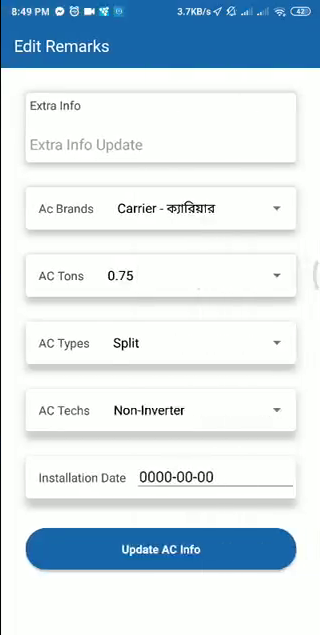 8:49 PM 3.7KB/s 42
Edit Remarks
Extra Info
Extra Info Update
Ac Brands Carrier - ক্যারিয়ার
AC Tons 0.75
AC Types Split
AC Techs Non-Inverter
Installation Date 0000-00-00
Update AC Info